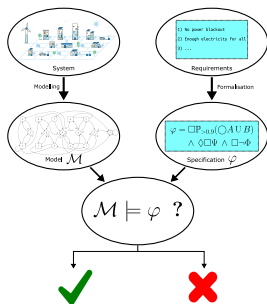 1) No power blackout
2) Enough electricity for all
3) ...
System
Requirements
Modelling
Formalisation
φ = □ℙ>0.9(◯A U B)
∧ ◊□Ψ ∧ □¬Φ
Model ℳ
Specification φ
ℳ ⊨ φ ?